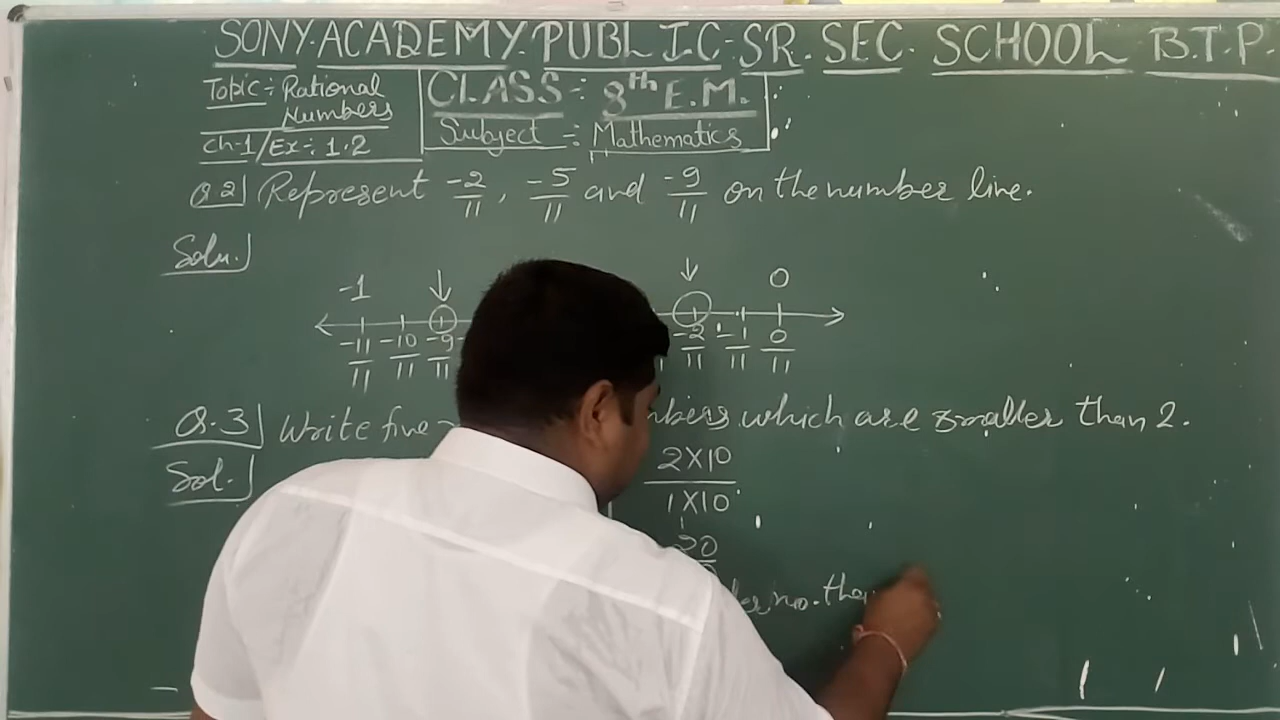 SONY ACADEMY PUBLIC SR. SEC. SCHOOL B.T.P.
Topic:- Rational Numbers
CLASS:- 8th E.M.
Ch-1/Ex:- 1.2
Subject:- Mathematics
Q.2] Represent -2/11, -5/11 and -9/11 on the number line.
Solu.]
-1 0
-11/11 -10/11 -9/11 -2/11 -1/11 0/11
Q.3] Write five which are smaller than 2.
Sol.] 2X10/1X10
20
no.